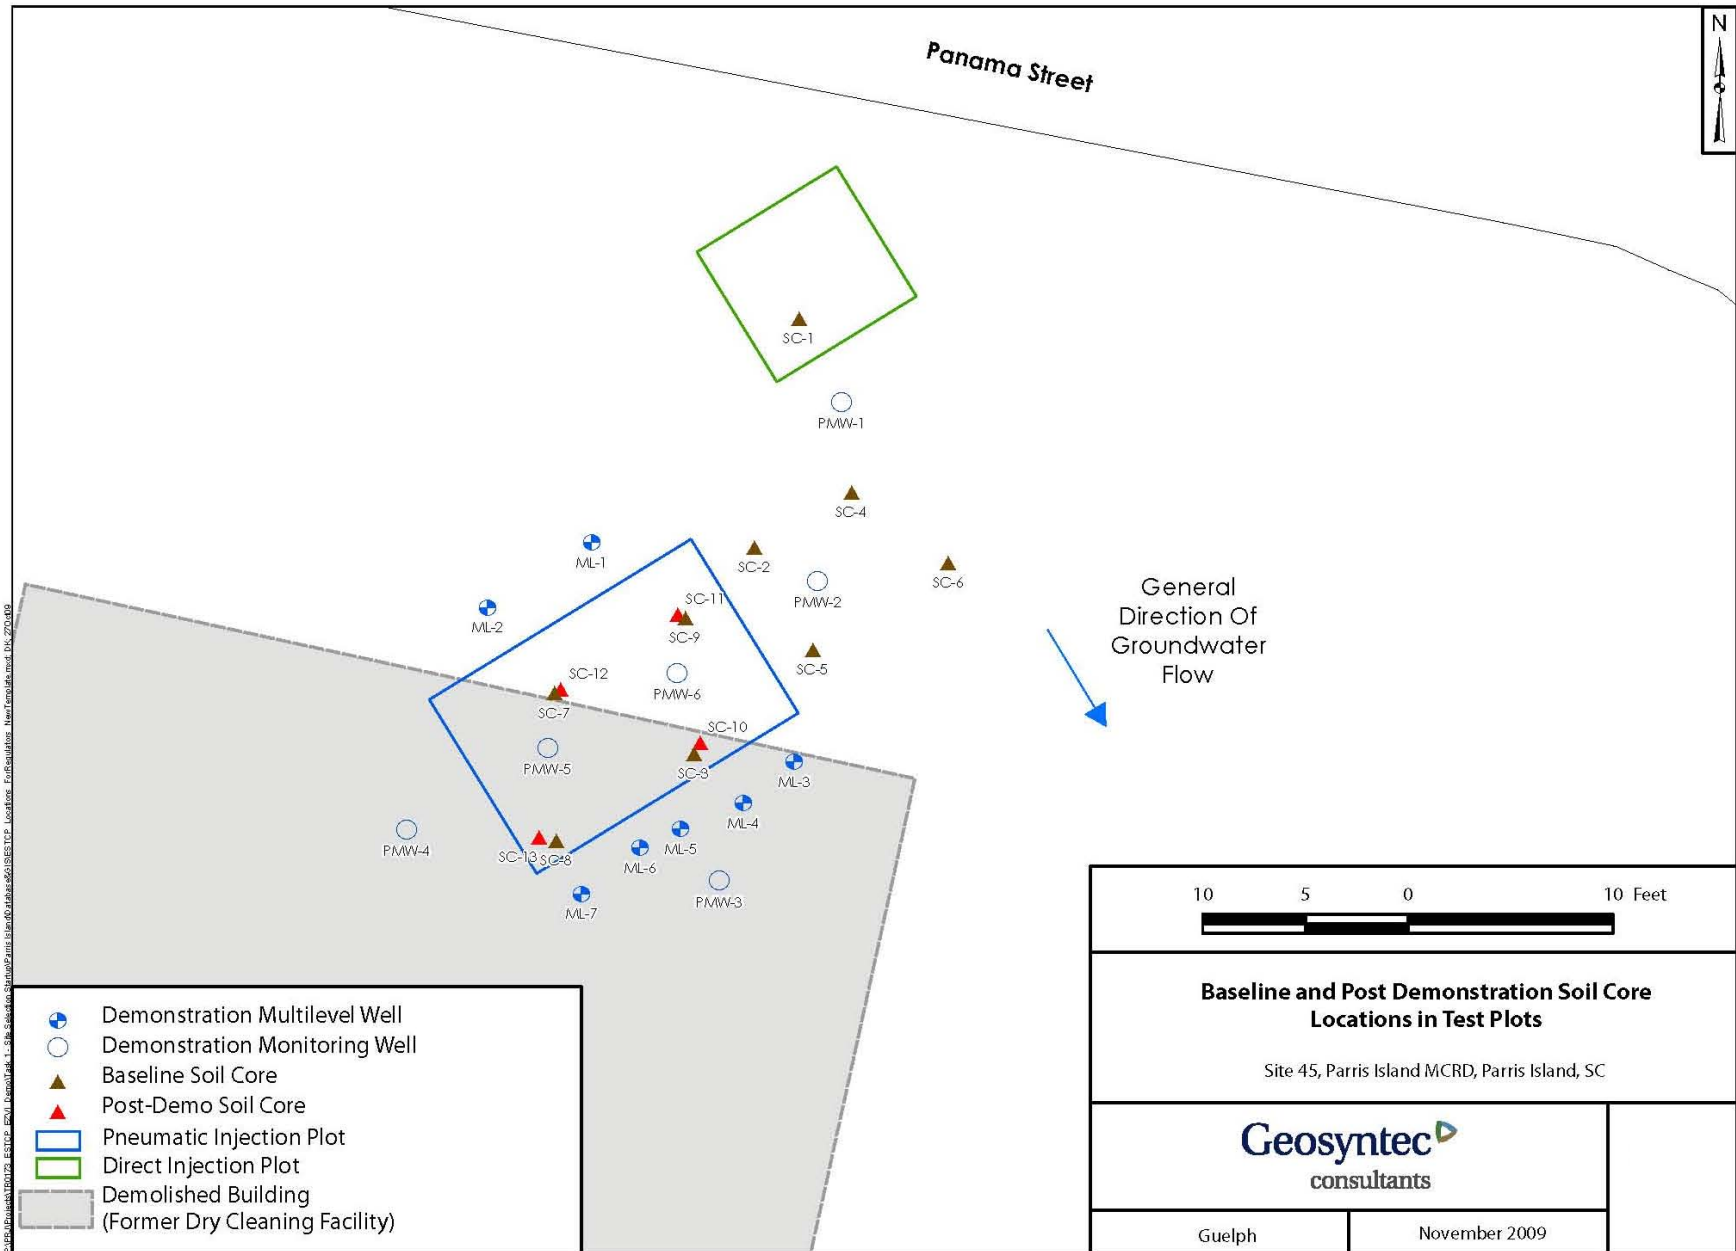 Panama Street
N
SC-1
PMW-1
SC-4
ML-1
SC-2
SC-6
PMW-2
ML-2
SC-11
SC-9
SC-5
SC-12
PMW-6
SC-7
SC-10
PMW-5
SC-3
ML-3
ML-4
PMW-4
ML-5
SC-13
SC-8
ML-6
PMW-3
ML-7
General
Direction Of
Groundwater
Flow
Demonstration Multilevel Well
Demonstration Monitoring Well
Baseline Soil Core
Post-Demo Soil Core
Pneumatic Injection Plot
Direct Injection Plot
Demolished Building
(Former Dry Cleaning Facility)
10 5 0 10 Feet
Baseline and Post Demonstration Soil Core
Locations in Test Plots
Site 45, Parris Island MCRD, Parris Island, SC
Geosyntec
consultants
Guelph
November 2009